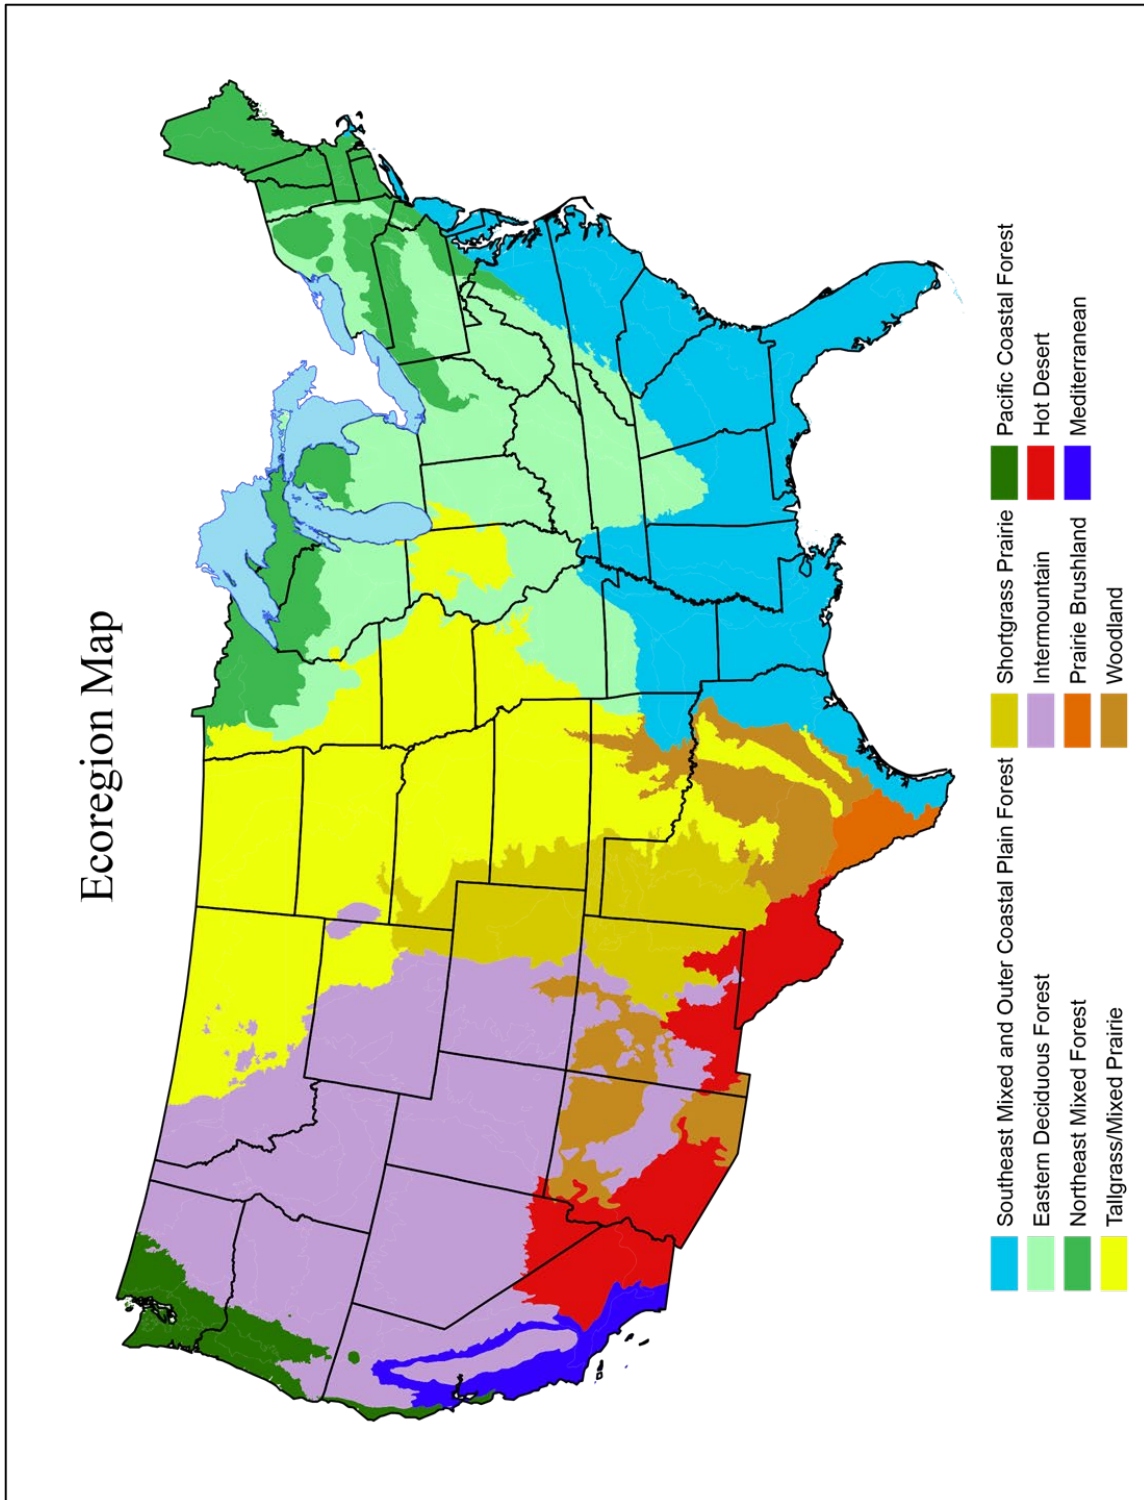 Ecoregion Map
Southeast Mixed and Outer Coastal Plain Forest
Eastern Deciduous Forest
Northeast Mixed Forest
Tallgrass/Mixed Prairie
Shortgrass Prairie
Intermountain
Prairie Brushland
Woodland
Pacific Coastal Forest
Hot Desert
Mediterranean